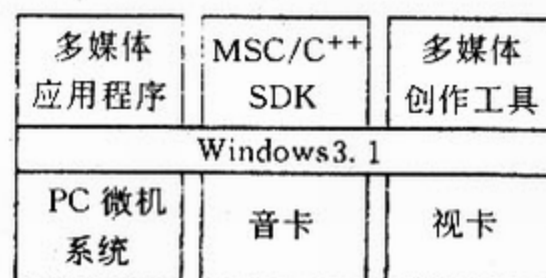 多媒体 MSC/C++ 多媒体
应用程序 SDK 创作工具
Windows3.1
PC 微机 音卡 视卡
系统